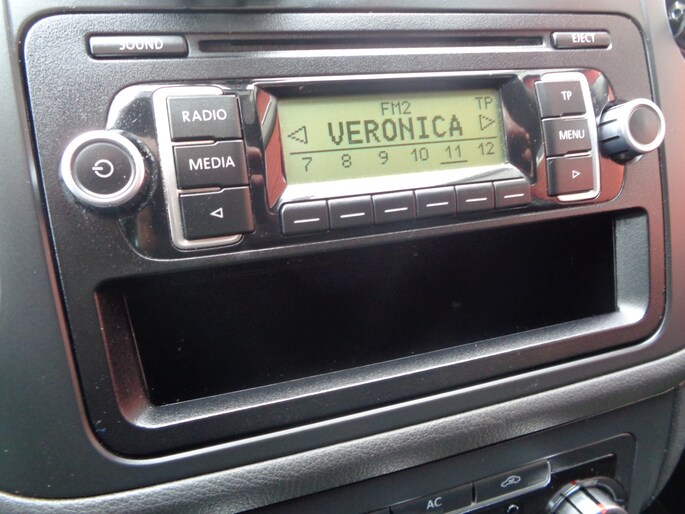 SOUND
EJECT
RADIO
MEDIA
FM2 TP
VERONICA
7 8 9 10 11 12
TP
MENU
AC